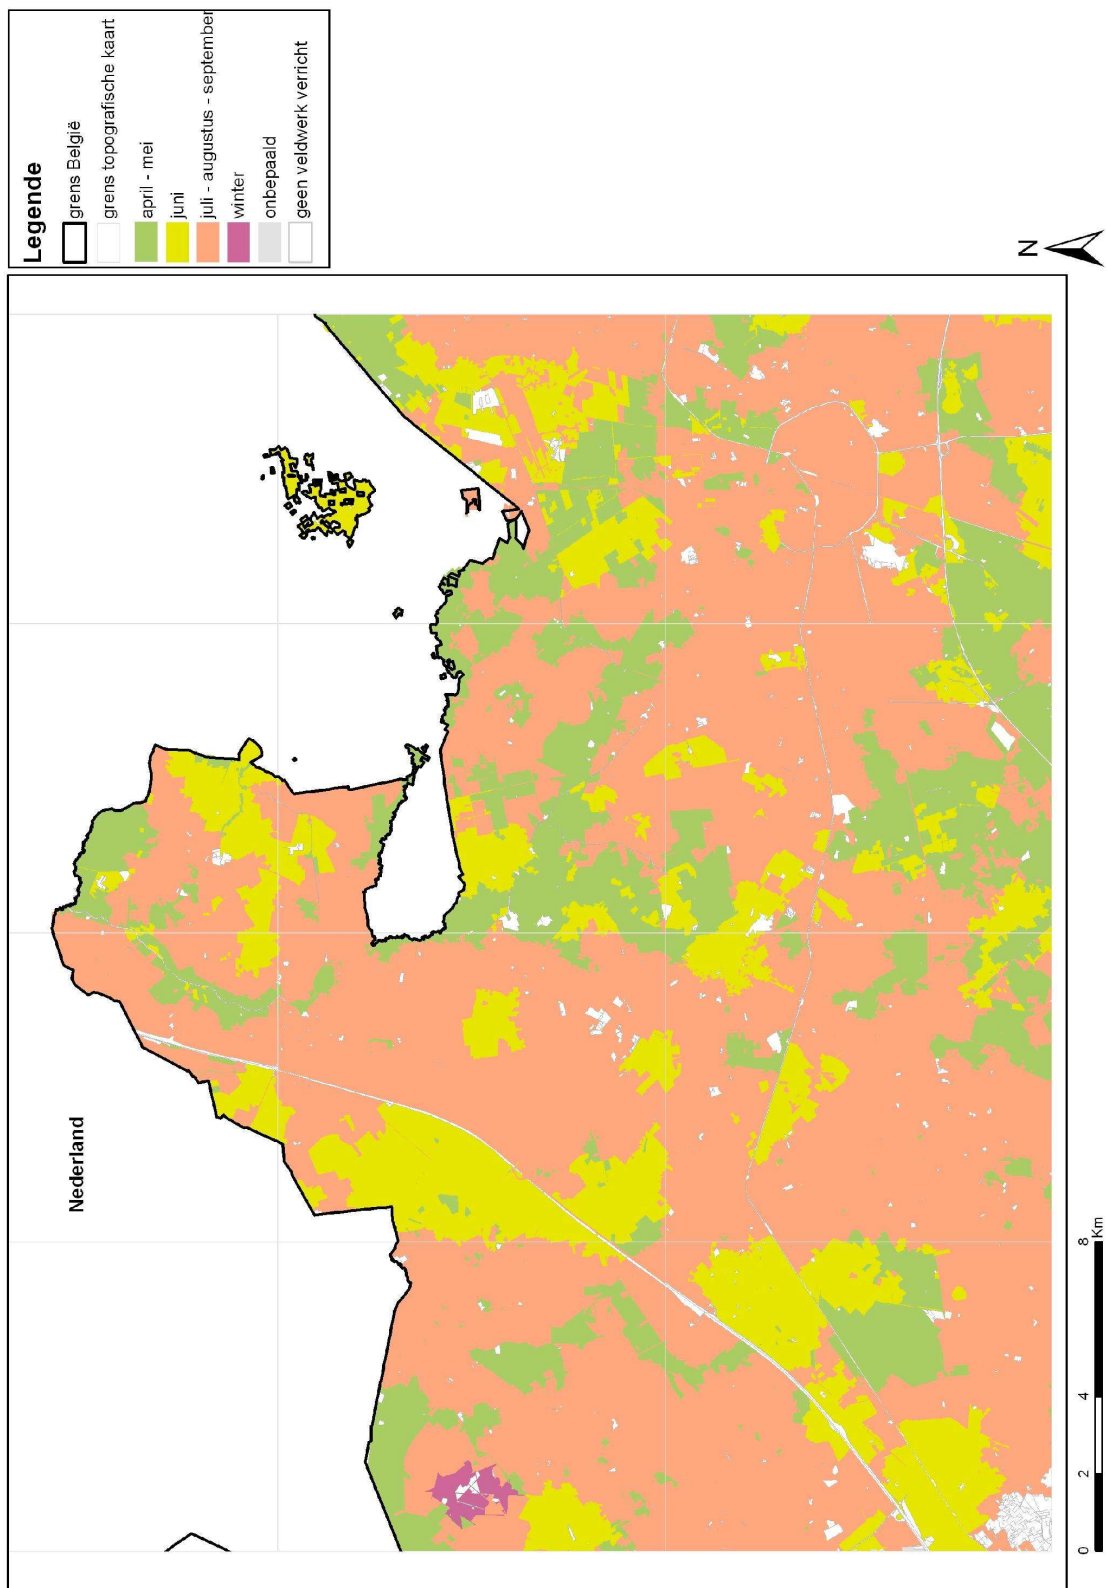 Legende
grens België
grens topografische kaart
april - mei
juni
juli - augustus - september
winter
onbepaald
geen veldwerk verricht
N
Nederland
0 2 4 8
Km